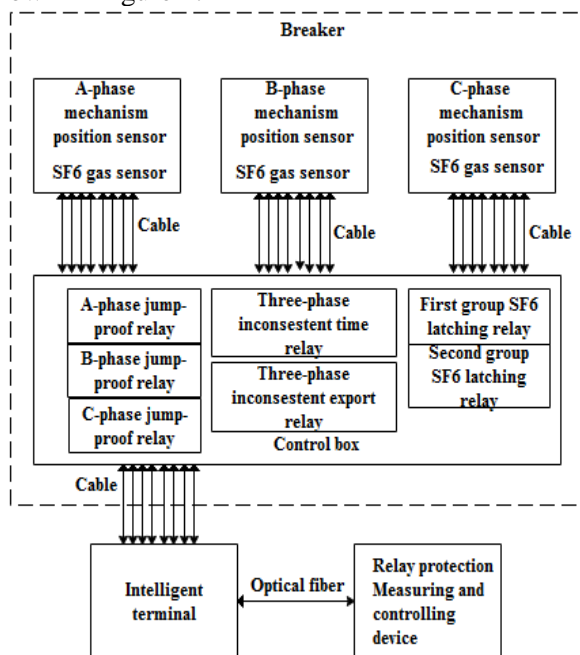 Breaker
A-phase
mechanism
position sensor
SF6 gas sensor
B-phase
mechanism
position sensor
SF6 gas sensor
C-phase
mechanism
position sensor
SF6 gas sensor
Cable
Cable
Cable
A-phase jump-
proof relay
B-phase jump-
proof relay
C-phase jump-
proof relay
Three-phase
inconsestent time
relay
Three-phase
inconsestent export
relay
First group SF6
latching relay
Second group
SF6 latching
relay
Control box
Cable
Intelligent
terminal
Optical fiber
Relay protection
Measuring and
controlling
device